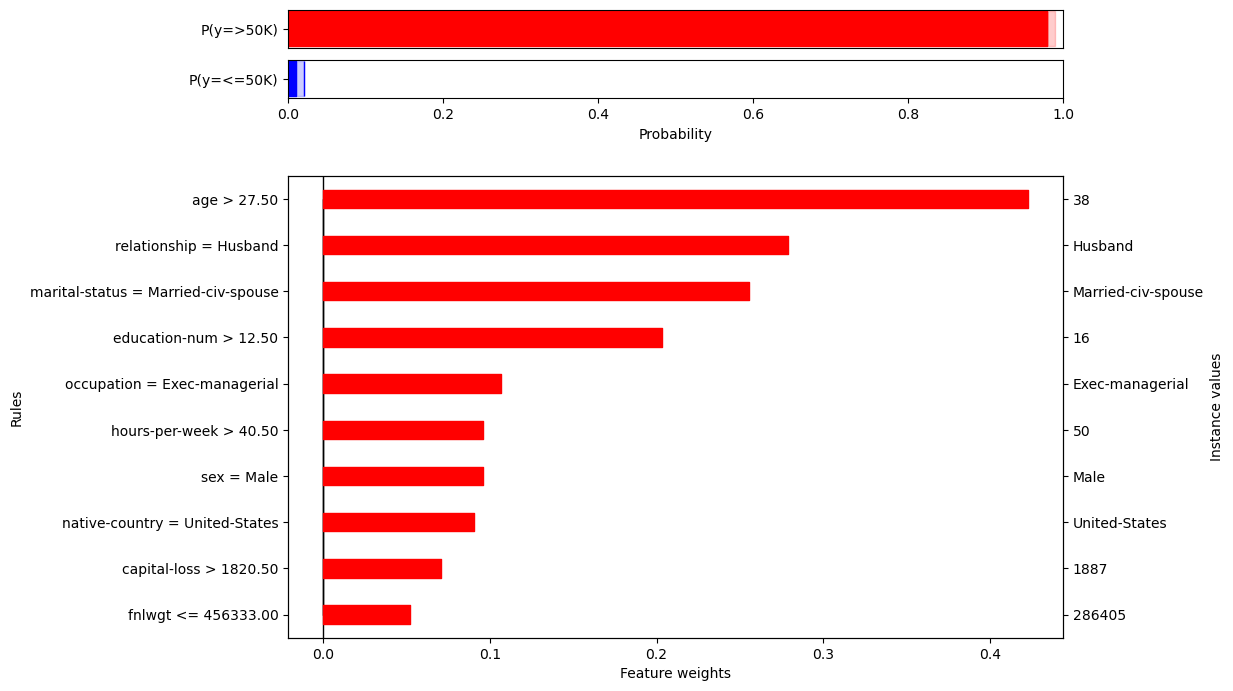 P(y=>50K)
P(y=<=50K)
0.0 0.2 0.4 0.6 0.8 1.0
Probability
age > 27.50 38
relationship = Husband Husband
marital-status = Married-civ-spouse Married-civ-spouse
education-num > 12.50 16
occupation = Exec-managerial Exec-managerial
hours-per-week > 40.50 50
sex = Male Male
native-country = United-States United-States
capital-loss > 1820.50 1887
fnlwgt <= 456333.00 286405
Rules
Instance values
0.0 0.1 0.2 0.3 0.4
Feature weights